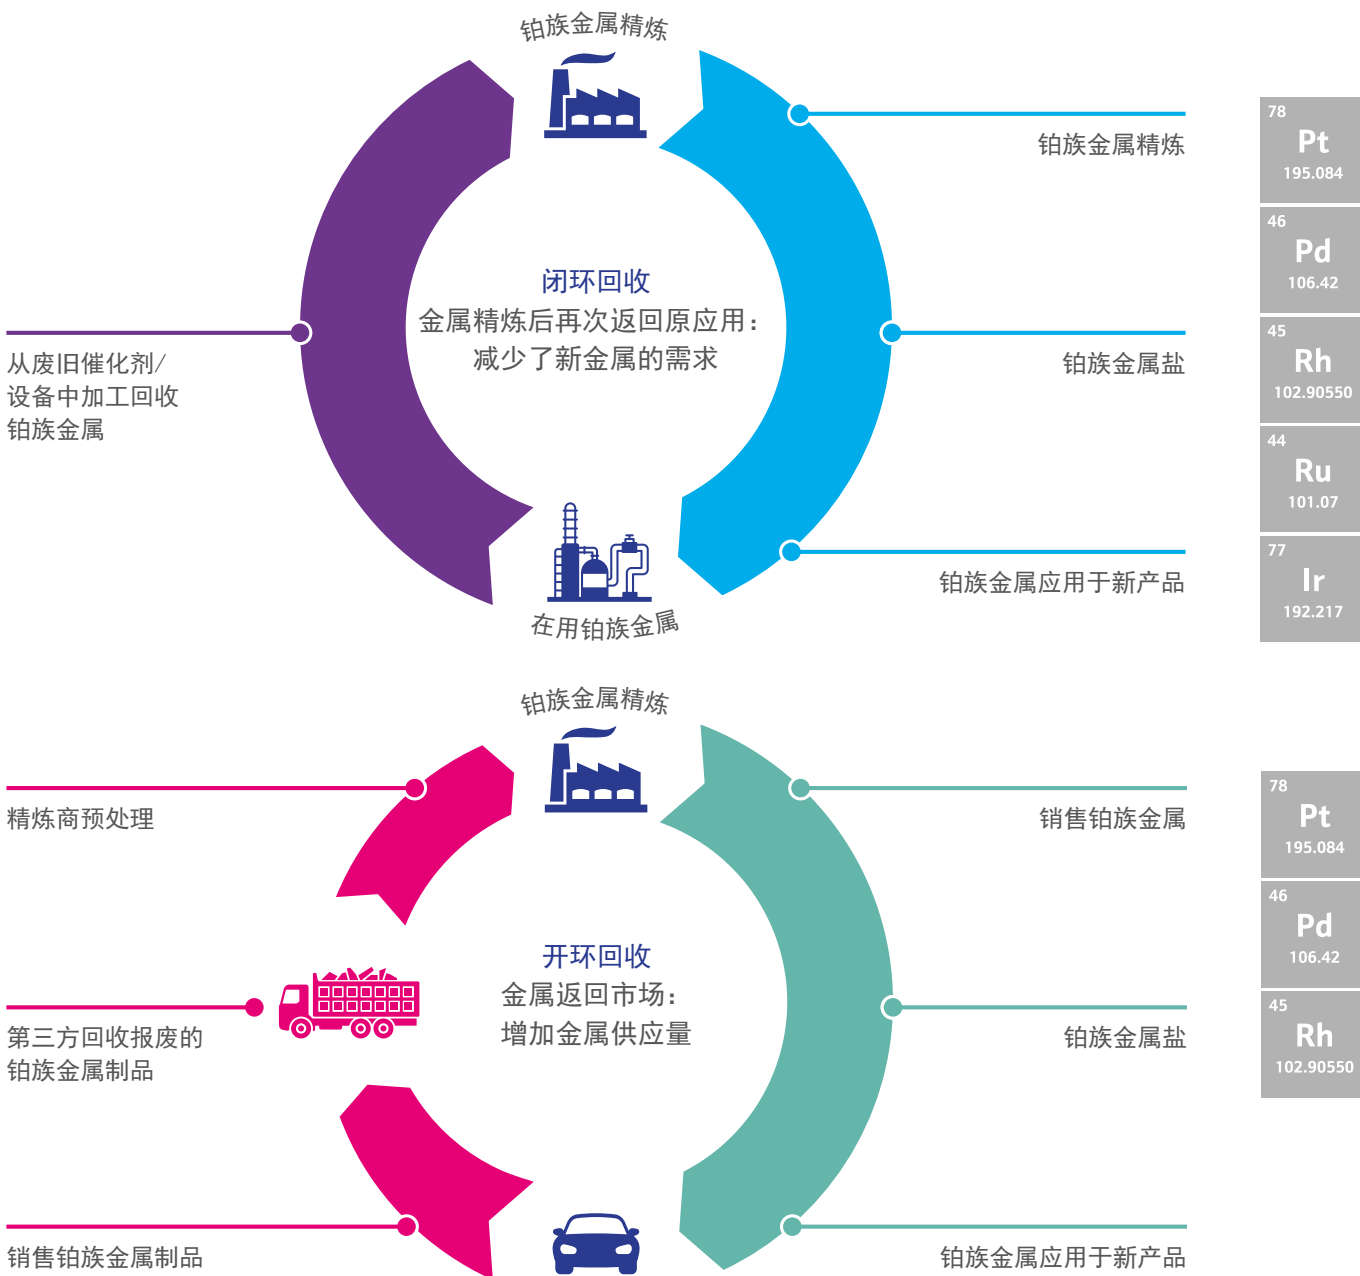 铂族金属精炼
铂族金属精炼
闭环回收
金属精炼后再次返回原应用：
减少了新金属的需求
从废旧催化剂/
设备中加工回收
铂族金属
铂族金属盐
铂族金属应用于新产品
在用铂族金属
78
Pt
195.084
46
Pd
106.42
45
Rh
102.90550
44
Ru
101.07
77
Ir
192.217
铂族金属精炼
精炼商预处理
销售铂族金属
开环回收
金属返回市场：
增加金属供应量
第三方回收报废的
铂族金属制品
铂族金属盐
销售铂族金属制品
铂族金属应用于新产品
78
Pt
195.084
46
Pd
106.42
45
Rh
102.90550